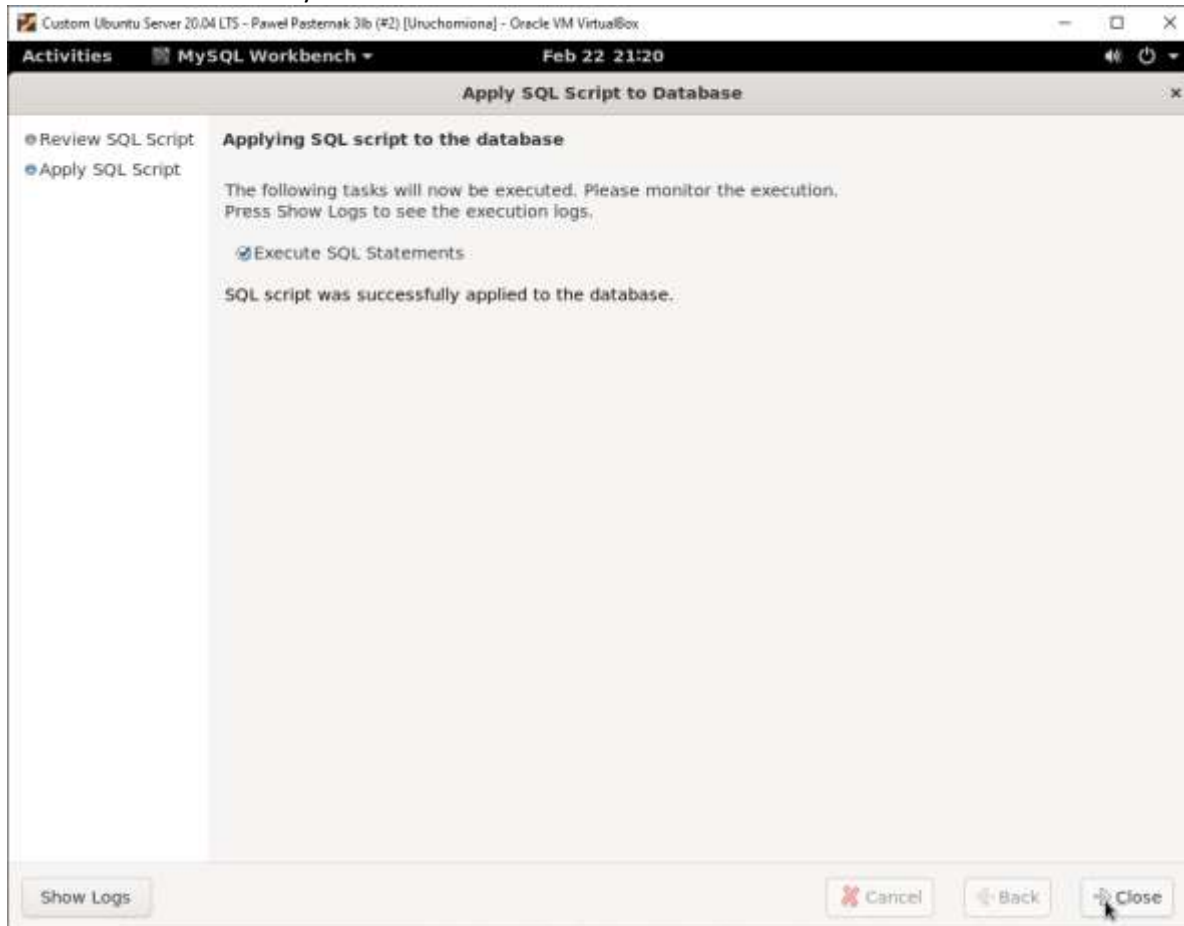 Custom Ubuntu Server 20.04 LTS - Paweł Pasternak 3lb (#2) [Uruchomiona] - Oracle VM VirtualBox
Activities MySQL Workbench Feb 22 21:20
Apply SQL Script to Database
Review SQL Script
Apply SQL Script
Applying SQL script to the database
The following tasks will now be executed. Please monitor the execution.
Press Show Logs to see the execution logs.
Execute SQL Statements
SQL script was successfully applied to the database.
Show Logs Cancel Back Close